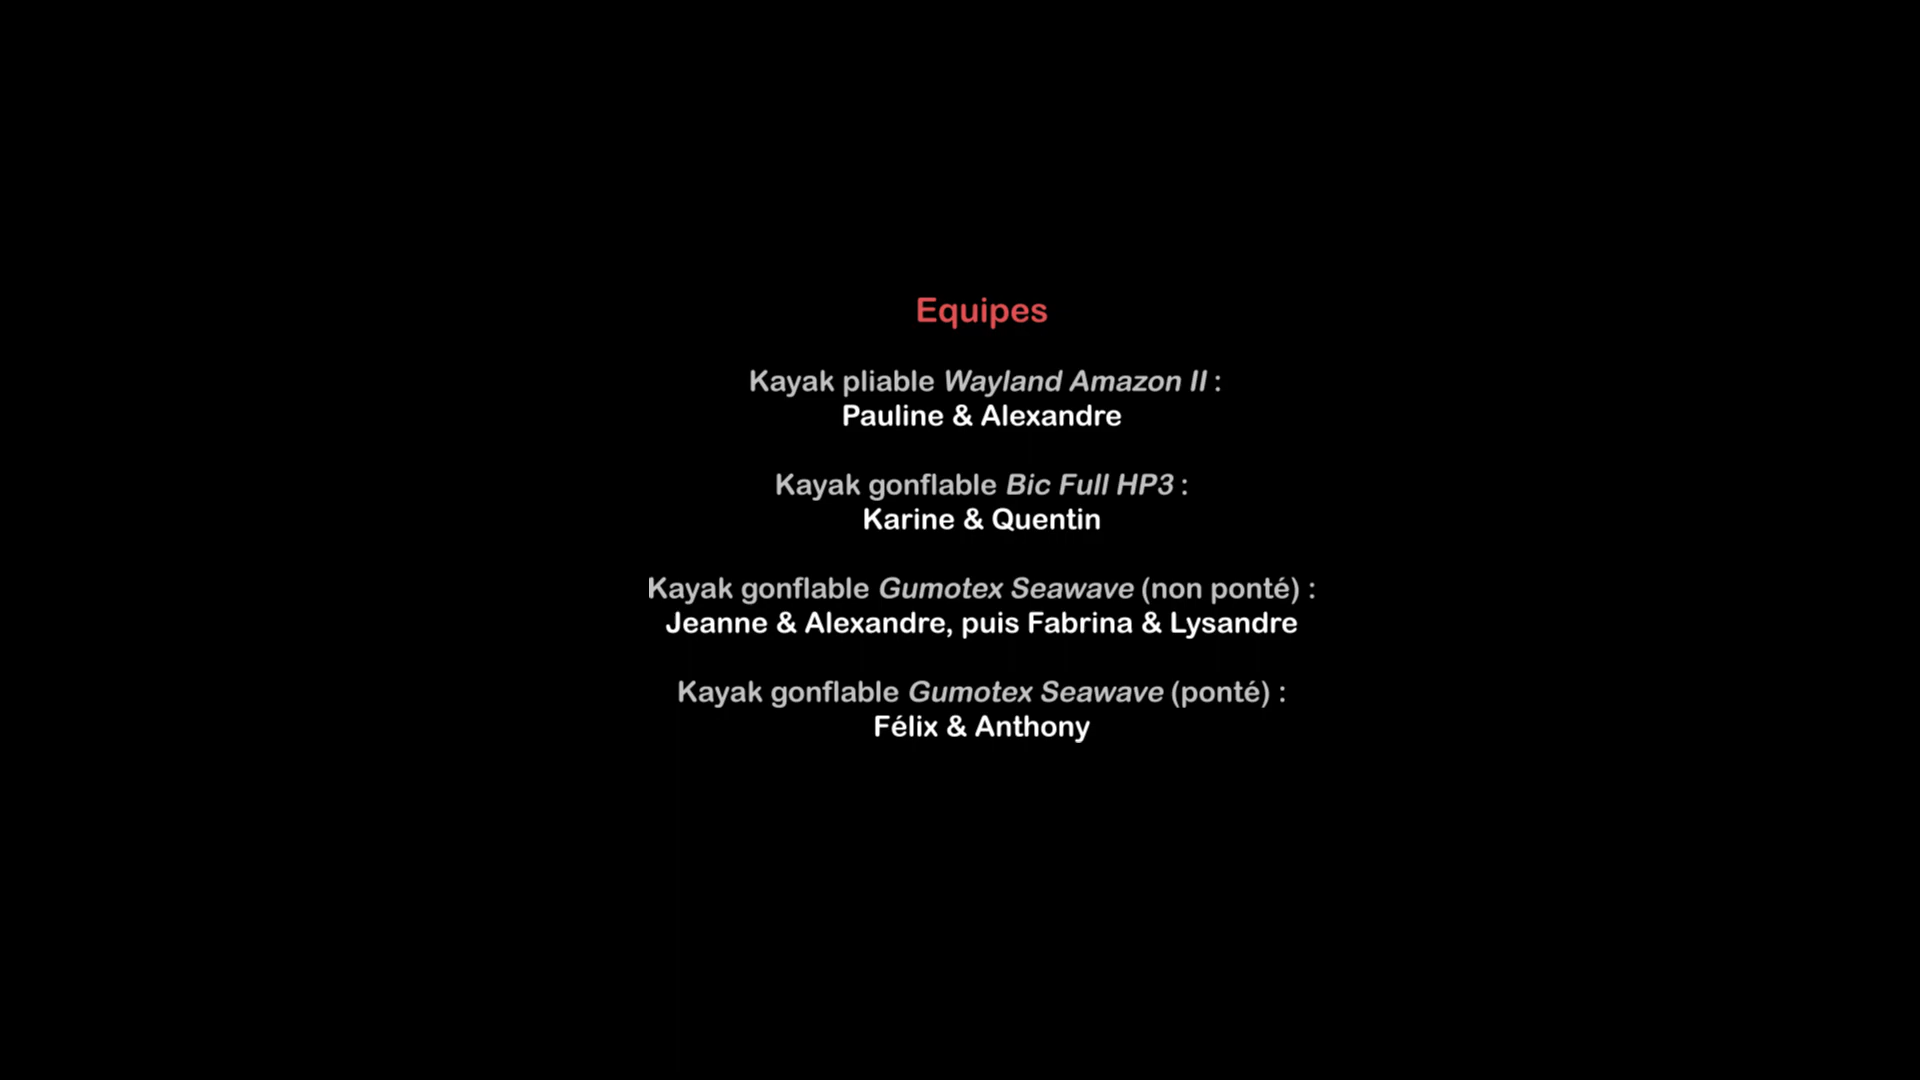 Equipes
Kayak pliable Wayland Amazon II :
Pauline & Alexandre
Kayak gonflable Bic Full HP3 :
Karine & Quentin
Kayak gonflable Gumotex Seawave (non ponté) :
Jeanne & Alexandre, puis Fabrina & Lysandre
Kayak gonflable Gumotex Seawave (ponté) :
Félix & Anthony